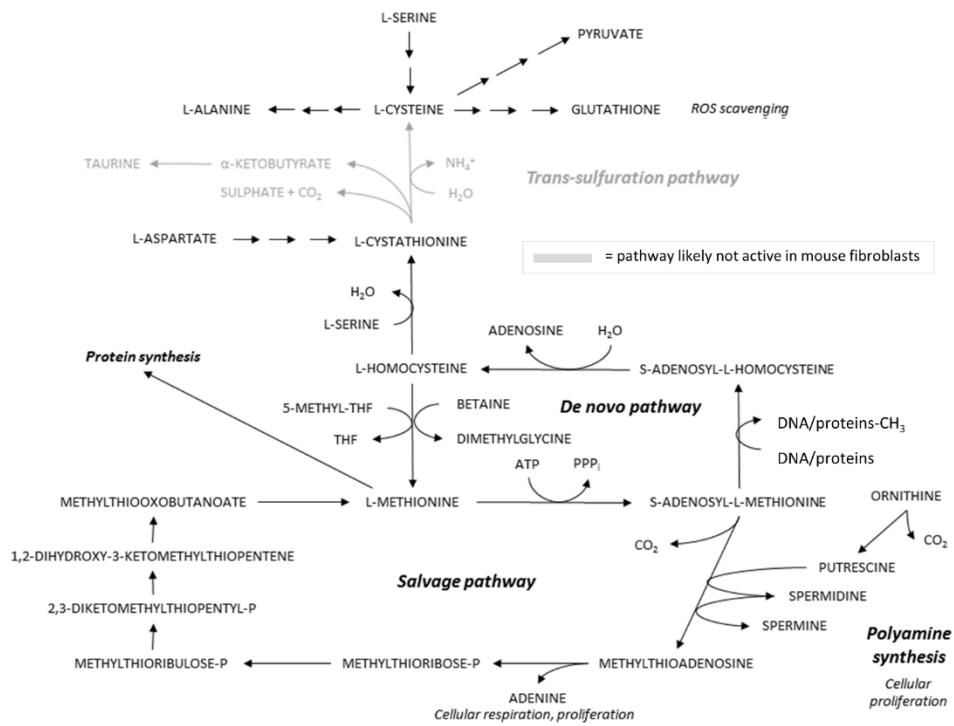 L-SERINE
PYRUVATE
L-ALANINE
L-CYSTEINE
GLUTATHIONE
ROS scavenging
TAURINE
α-KETOBUTYRATE
NH₄⁺
SULPHATE + CO₂
H₂O
Trans-sulfuration pathway
L-ASPARTATE
L-CYSTATHIONINE
= pathway likely not active in mouse fibroblasts
H₂O
L-SERINE
ADENOSINE
H₂O
Protein synthesis
L-HOMOCYSTEINE
S-ADENOSYL-L-HOMOCYSTEINE
5-METHYL-THF
BETAINE
De novo pathway
THF
DIMETHYLGLYCINE
DNA/proteins-CH₃
DNA/proteins
ATP
PPPᵢ
METHYLTHIOOXOBUTANOATE
L-METHIONINE
S-ADENOSYL-L-METHIONINE
ORNITHINE
CO₂
CO₂
1,2-DIHYDROXY-3-KETOMETHYLTHIOPENTENE
Salvage pathway
PUTRESCINE
2,3-DIKETOMETHYLTHIOPENTYL-P
SPERMIDINE
SPERMINE
Polyamine
synthesis
Cellular
proliferation
METHYLTHIORIBULOSE-P
METHYLTHIORIBOSE-P
METHYLTHIOADENOSINE
ADENINE
Cellular respiration, proliferation